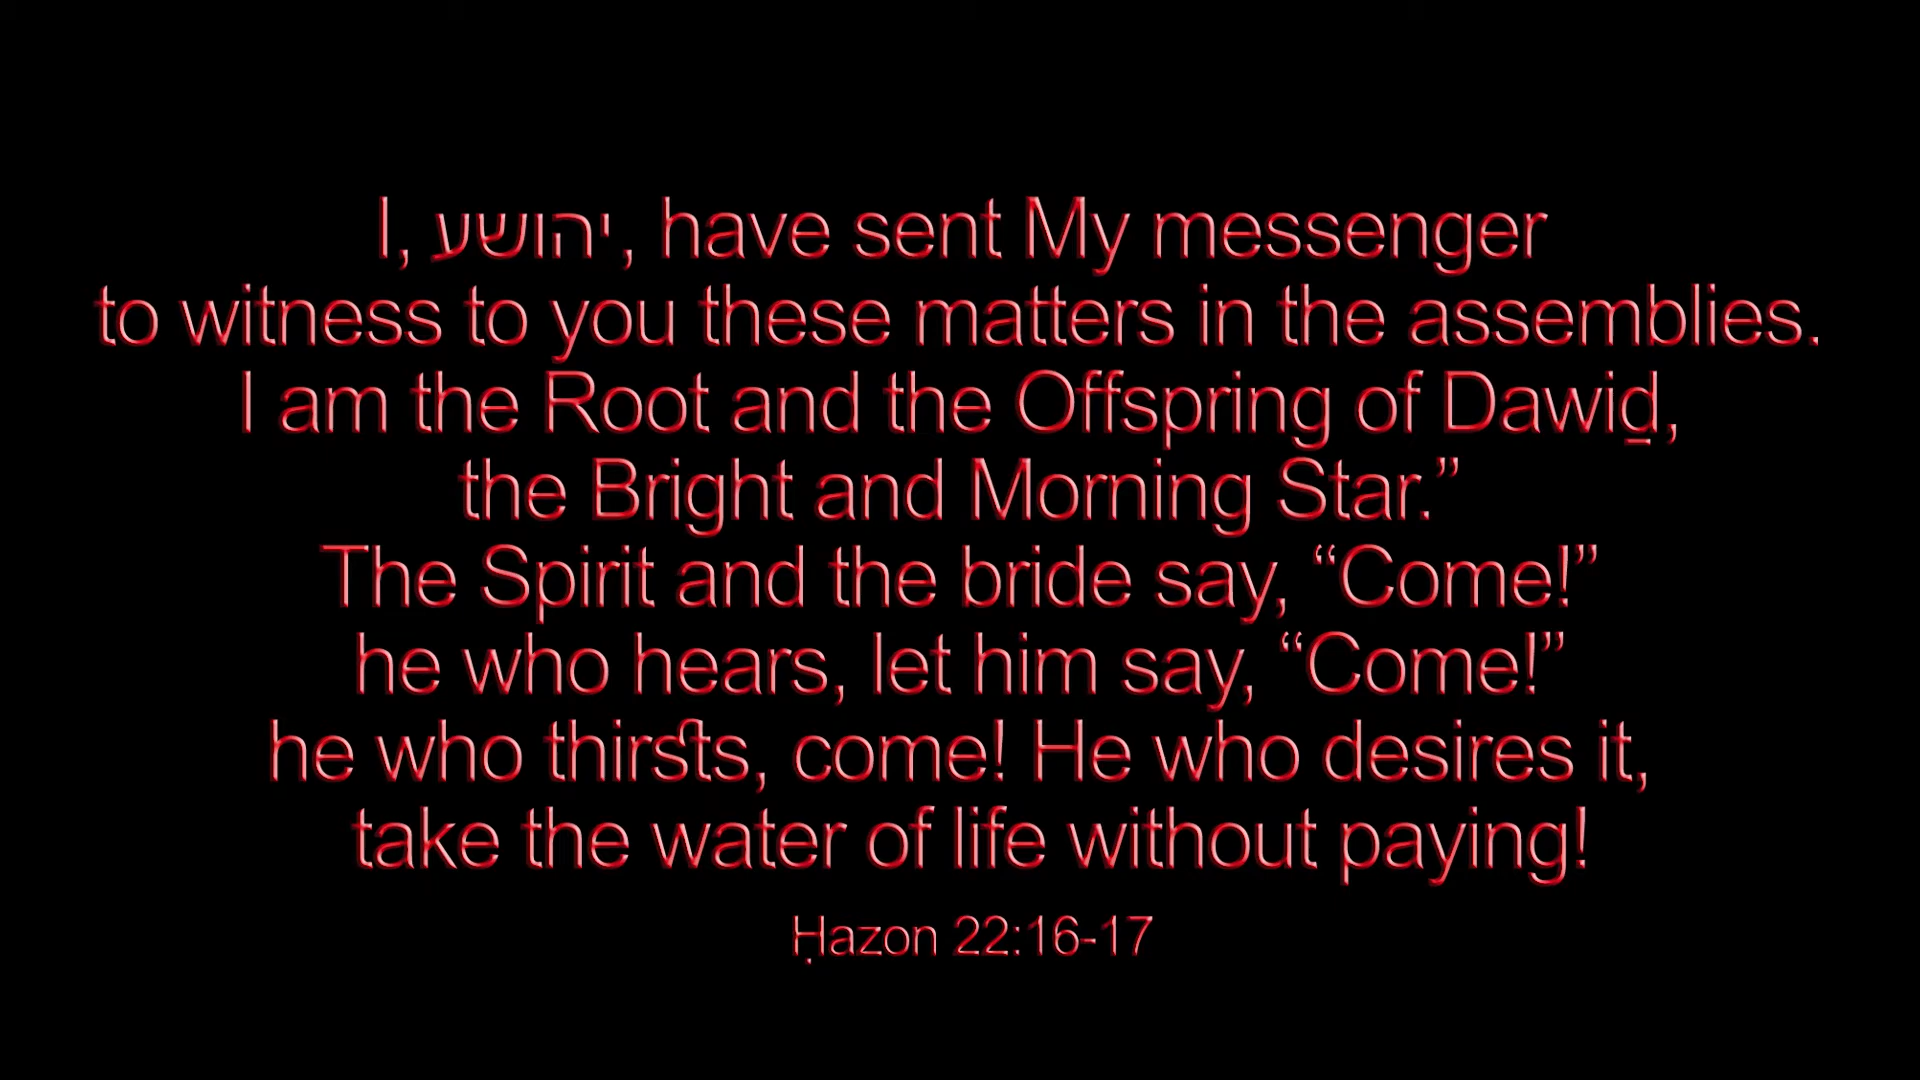 I, יהושע, have sent My messenger
to witness to you these matters in the assemblies.
I am the Root and the Offspring of Dawiḏ,
the Bright and Morning Star.”
The Spirit and the bride say, “Come!”
he who hears, let him say, “Come!”
he who thirsts, come! He who desires it,
take the water of life without paying!
Ḥazon 22:16-17